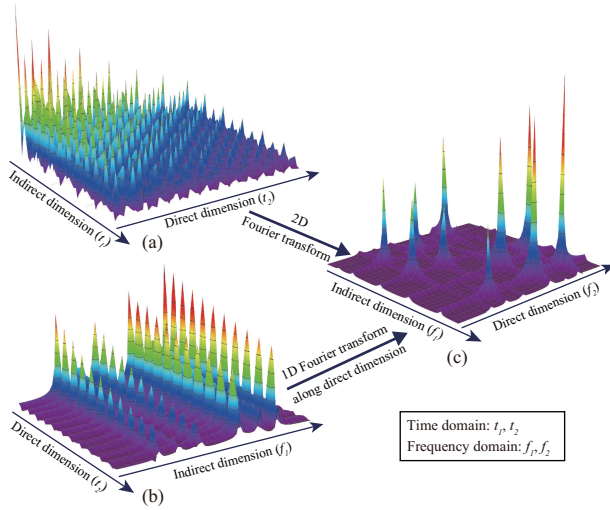 Indirect dimension (t1)
Direct dimension (t2)
(a)
2D
Fourier transform
Indirect dimension (f1)
Direct dimension (f2)
(c)
1D Fourier transform
along direct dimension
Direct dimension (t2)
Indirect dimension (f1)
(b)
Time domain: t1, t2
Frequency domain: f1, f2